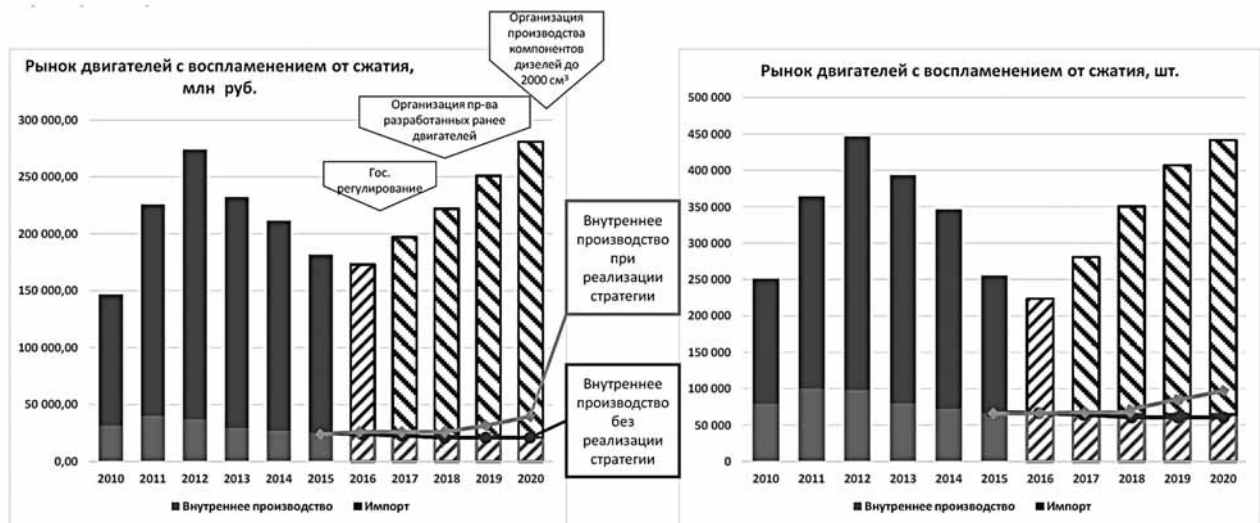 Организация
производства
компонентов
дизелей до
2000 см³
Рынок двигателей с воспламенением от сжатия,
млн руб.
Организация пр-ва
разработанных ранее
двигателей
Гос.
регулирование
300 000,00
250 000,00
200 000,00
150 000,00
100 000,00
50 000,00
0,00
2010 2011 2012 2013 2014 2015 2016 2017 2018 2019 2020
Внутреннее производство Импорт
Внутреннее
производство
при
реализации
стратегии
Внутреннее
производство
без
реализации
стратегии
Рынок двигателей с воспламенением от сжатия, шт.
500 000
450 000
400 000
350 000
300 000
250 000
200 000
150 000
100 000
50 000
0
2010 2011 2012 2013 2014 2015 2016 2017 2018 2019 2020
Внутреннее производство Импорт